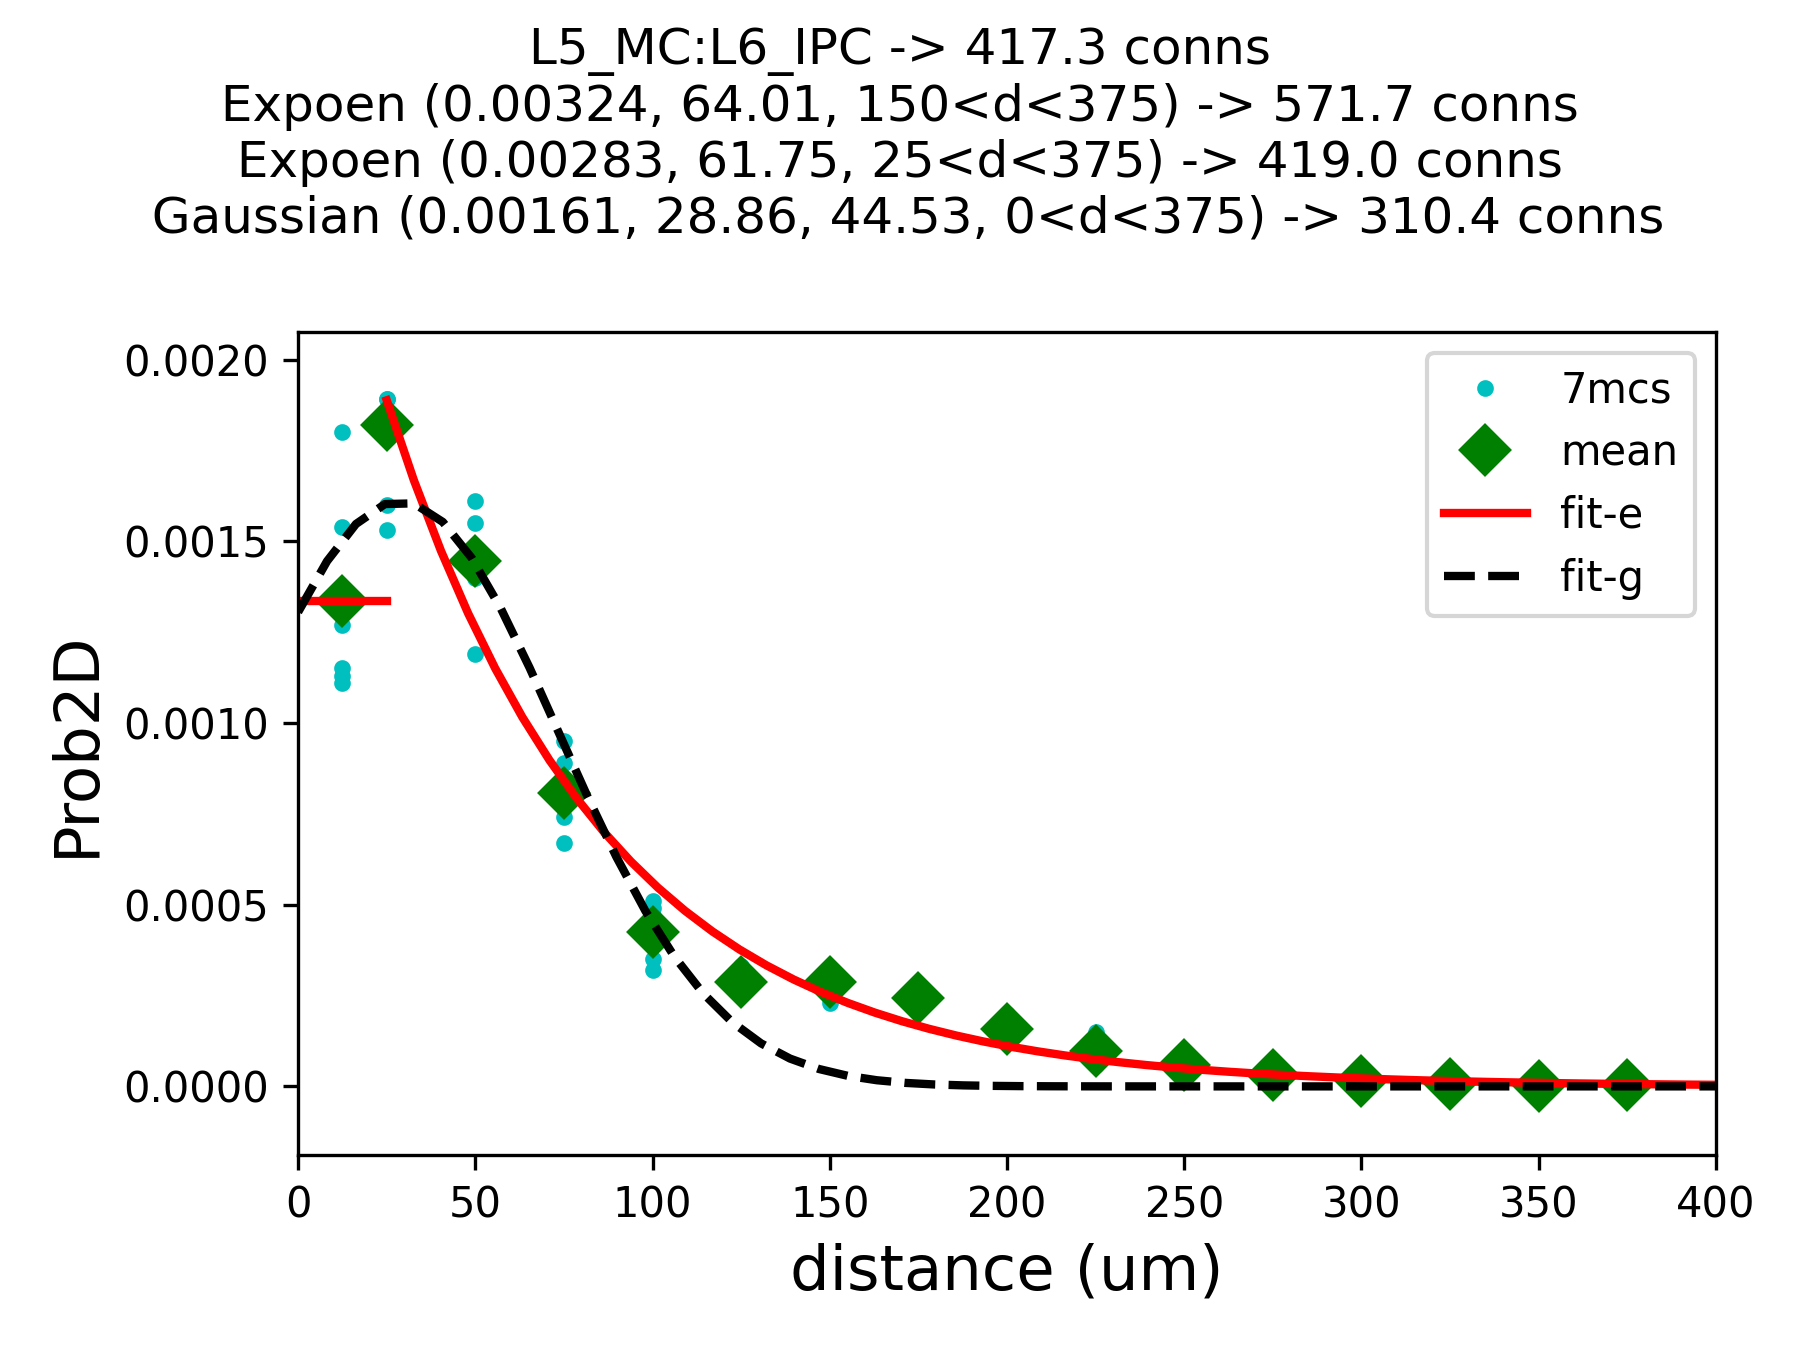 L5_MC:L6_IPC -> 417.3 conns
Expoen (0.00324, 64.01, 150<d<375) -> 571.7 conns
Expoen (0.00283, 61.75, 25<d<375) -> 419.0 conns
Gaussian (0.00161, 28.86, 44.53, 0<d<375) -> 310.4 conns
0.0020
0.0015
0.0010
0.0005
0.0000
Prob2D
7mcs
mean
fit-e
fit-g
0 50 100 150 200 250 300 350 400
distance (um)